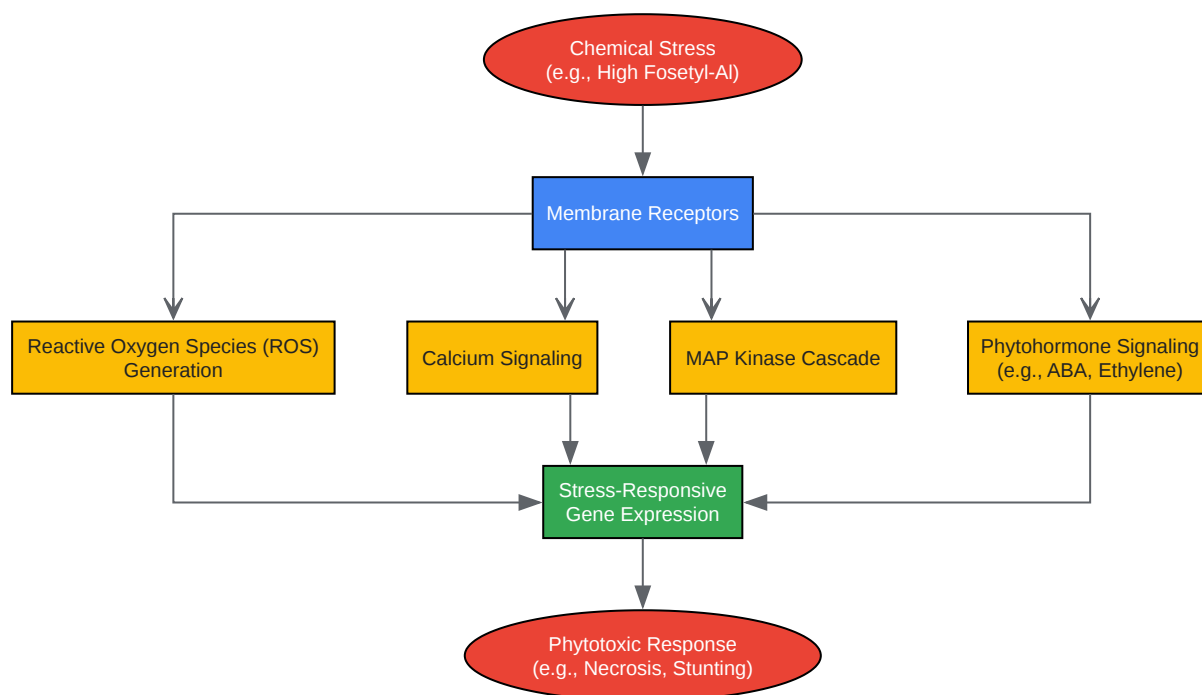 Chemical Stress
(e.g., High Fosetyl-Al)
Membrane Receptors
Reactive Oxygen Species (ROS)
Generation
Calcium Signaling
MAP Kinase Cascade
Phytohormone Signaling
(e.g., ABA, Ethylene)
Stress-Responsive
Gene Expression
Phytotoxic Response
(e.g., Necrosis, Stunting)